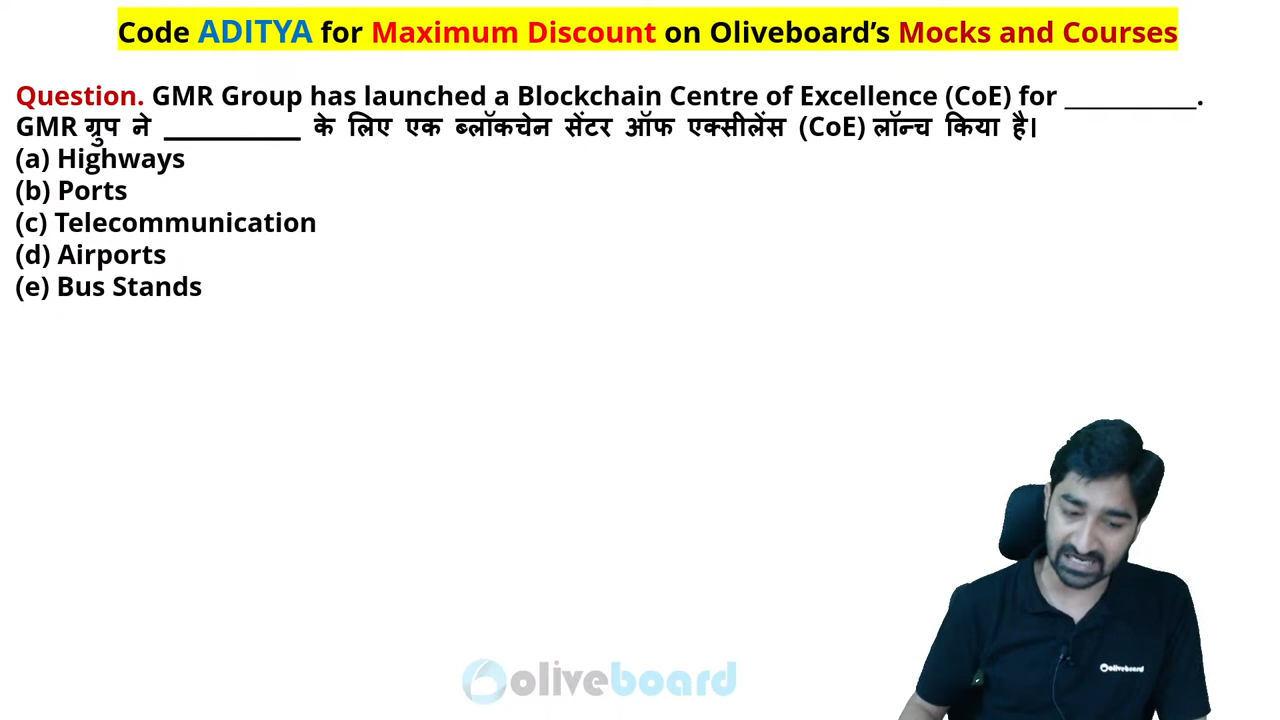 Code ADITYA for Maximum Discount on Oliveboard's Mocks and Courses
Question. GMR Group has launched a Blockchain Centre of Excellence (CoE) for ___________.
GMR ग्रुप ने ___________ के लिए एक ब्लॉकचेन सेंटर ऑफ एक्सीलेंस (CoE) लॉन्च किया है।
(a) Highways
(b) Ports
(c) Telecommunication
(d) Airports
(e) Bus Stands
oliveboard
oliveboard